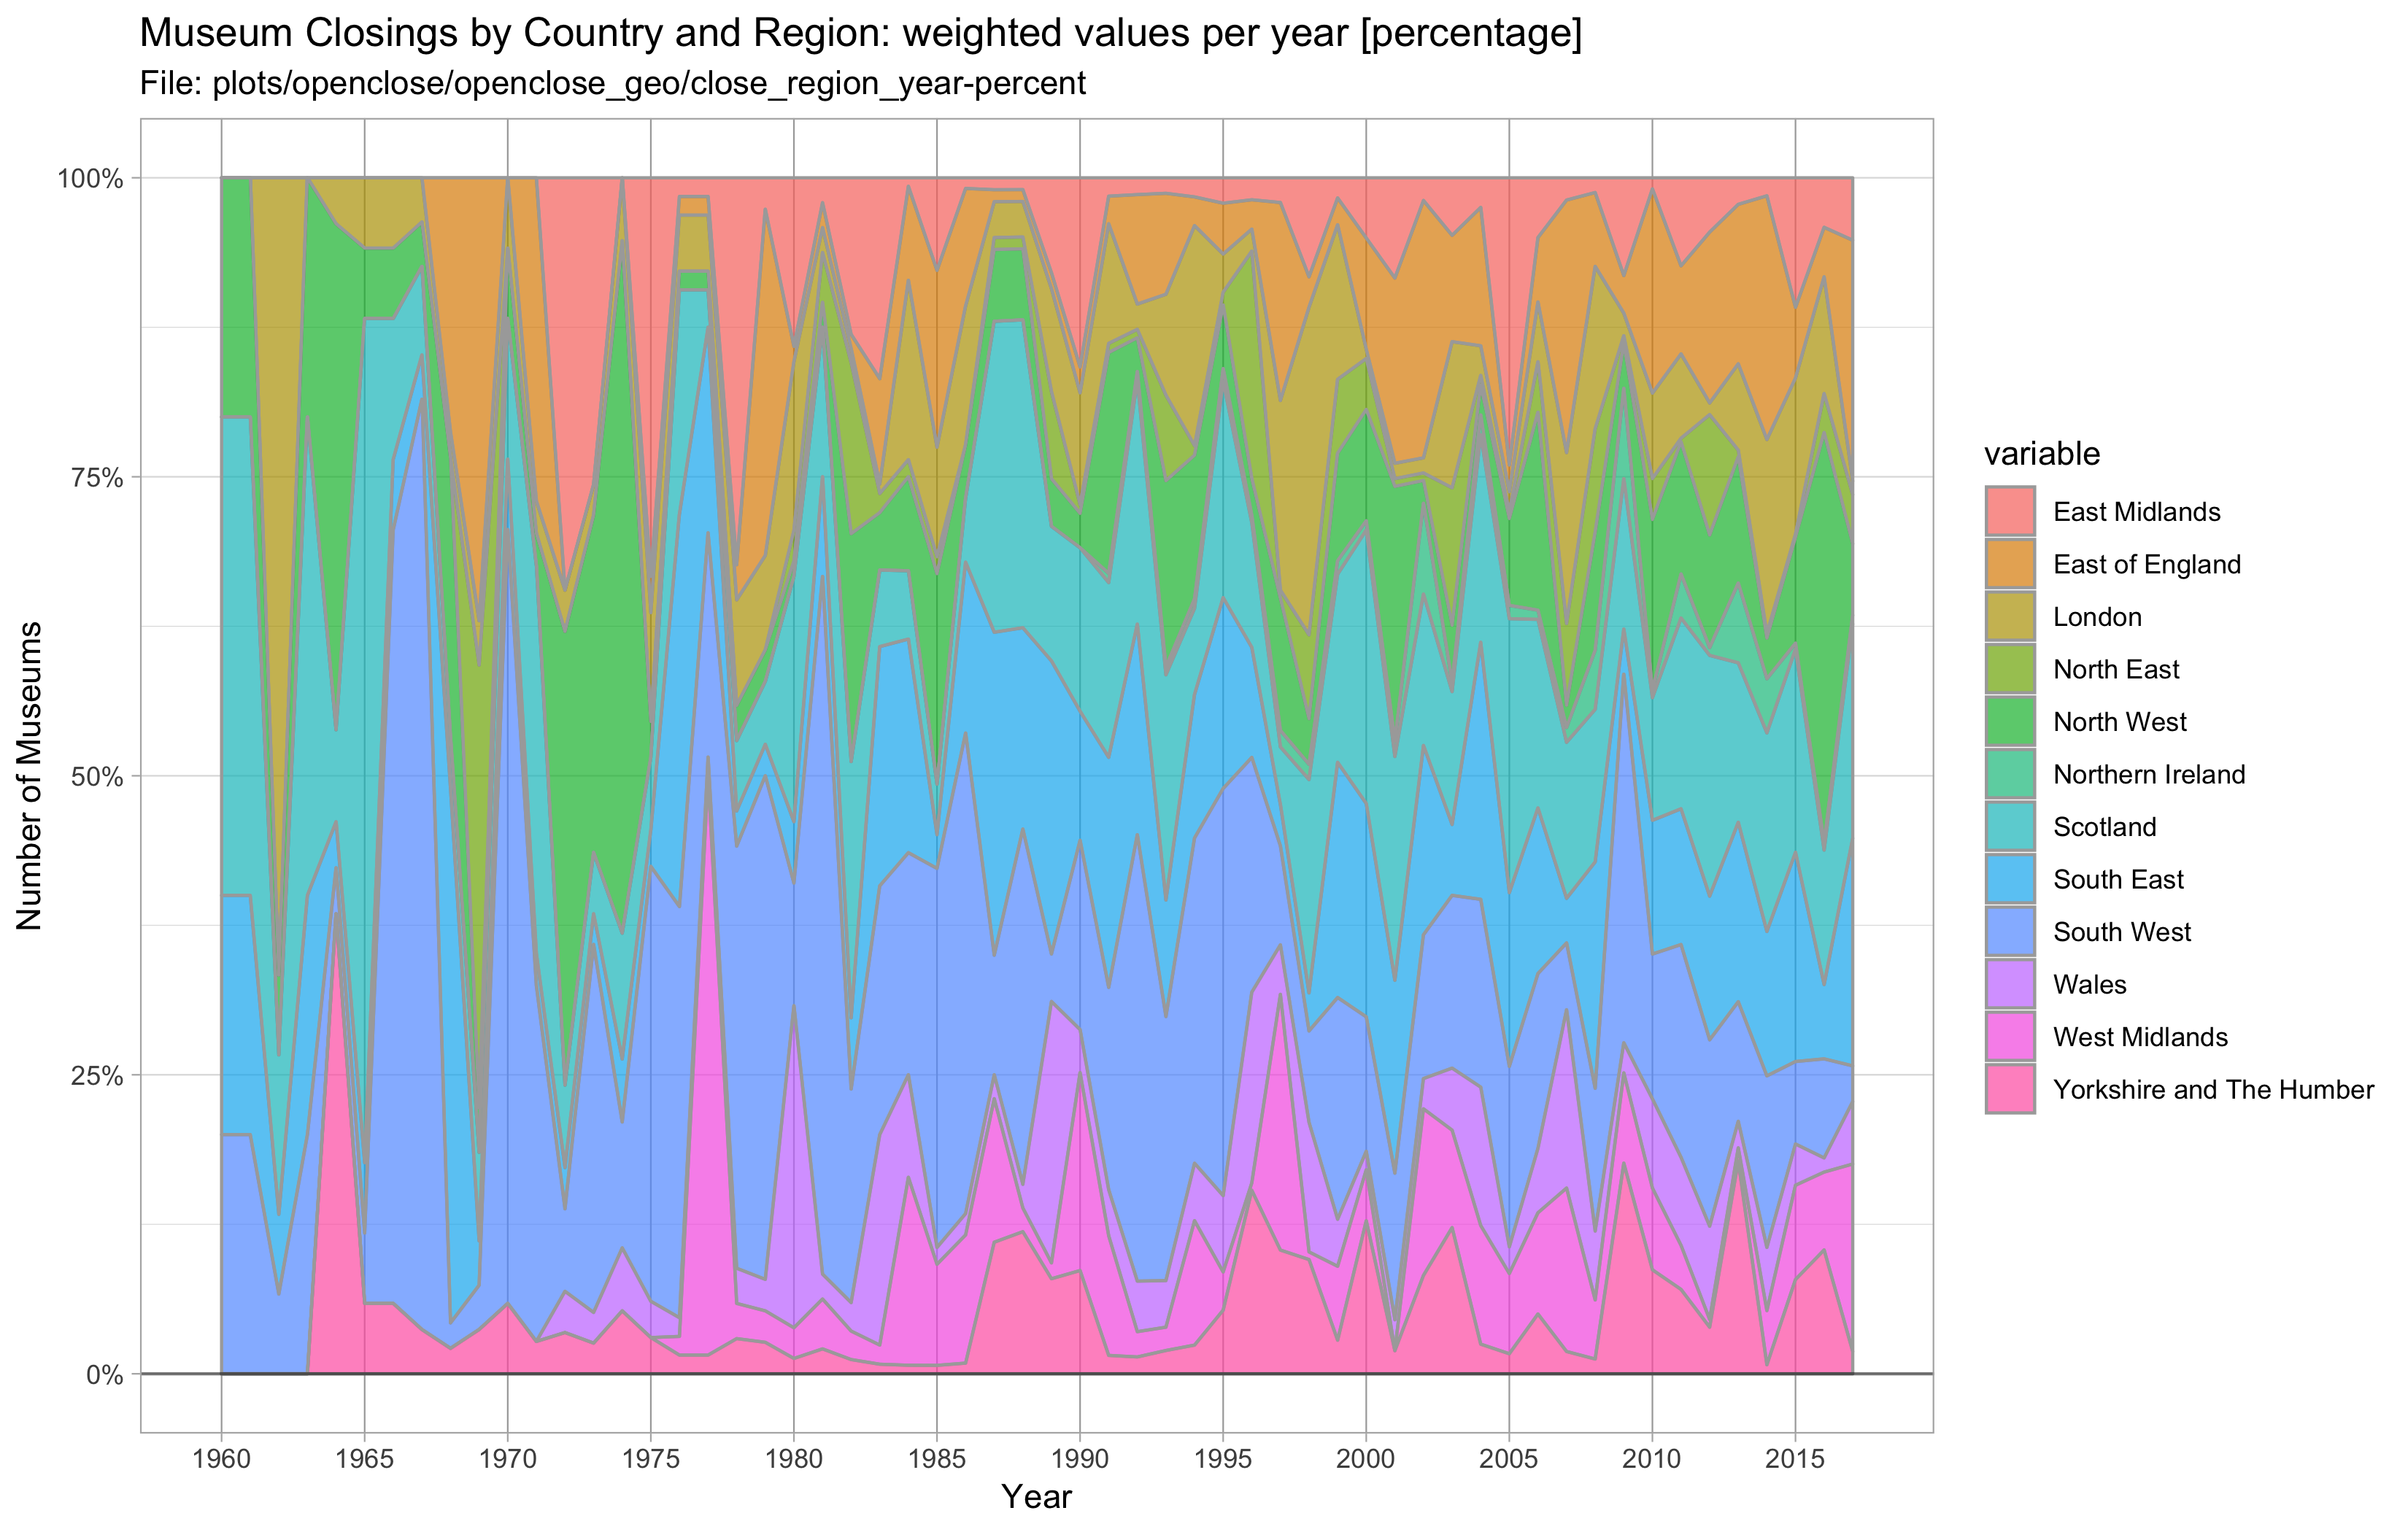 Museum Closings by Country and Region: weighted values per year [percentage]
File: plots/openclose/openclose_geo/close_region_year-percent
Number of Museums
100%
75%
50%
25%
0%
1960 1965 1970 1975 1980 1985 1990 1995 2000 2005 2010 2015
Year
variable
East Midlands
East of England
London
North East
North West
Northern Ireland
Scotland
South East
South West
Wales
West Midlands
Yorkshire and The Humber